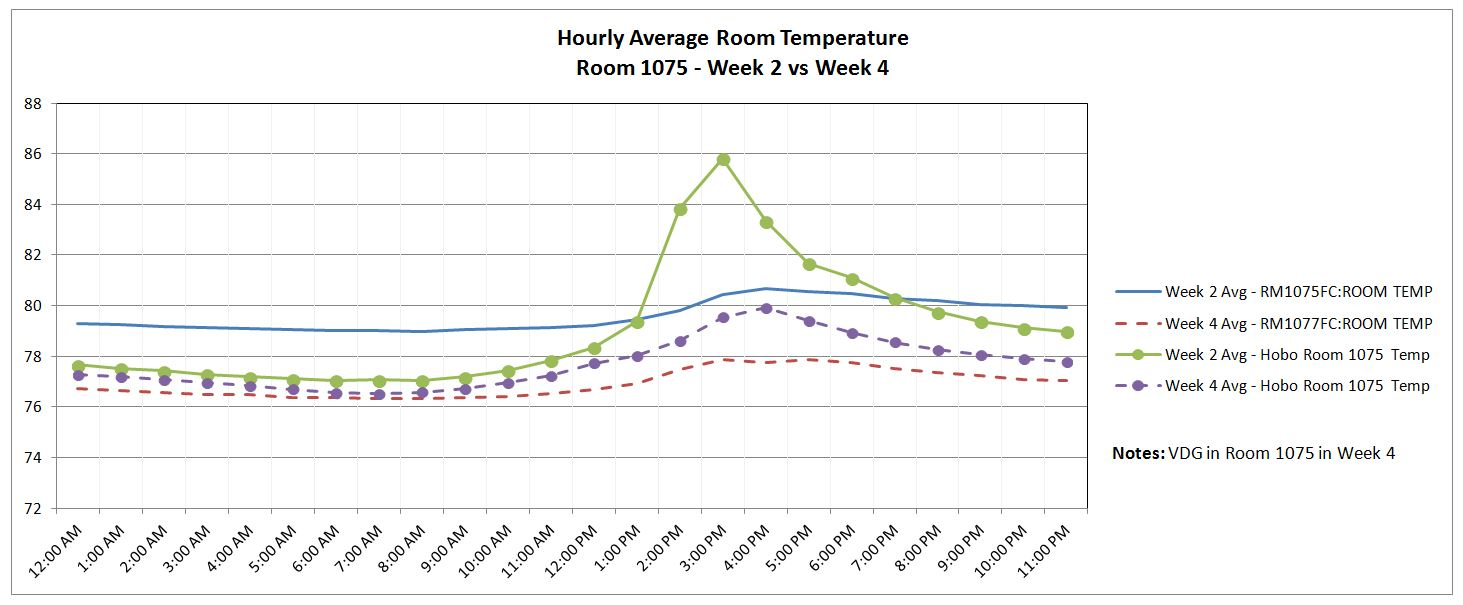 Hourly Average Room Temperature
Room 1075 - Week 2 vs Week 4
88
86
84
82
80
78
76
74
72
12:00 AM
1:00 AM
2:00 AM
3:00 AM
4:00 AM
5:00 AM
6:00 AM
7:00 AM
8:00 AM
9:00 AM
10:00 AM
11:00 AM
12:00 PM
1:00 PM
2:00 PM
3:00 PM
4:00 PM
5:00 PM
6:00 PM
7:00 PM
8:00 PM
9:00 PM
10:00 PM
11:00 PM
Week 2 Avg - RM1075FC:ROOM TEMP
Week 4 Avg - RM1077FC:ROOM TEMP
Week 2 Avg - Hobo Room 1075 Temp
Week 4 Avg - Hobo Room 1075 Temp
Notes: VDG in Room 1075 in Week 4